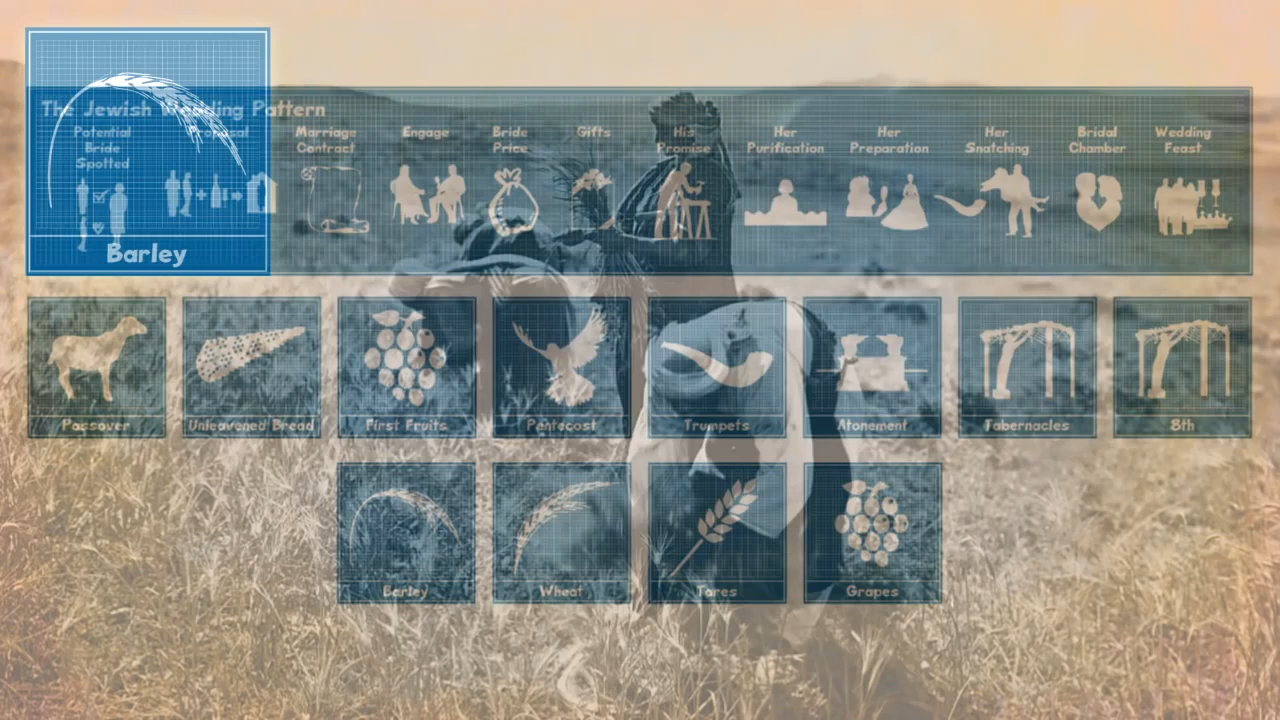 The Jewish Wedding Pattern
Potential
Bride
Spotted
Proposal
Marriage
Contract
Engage
Bride
Price
Gifts
His
Promise
Her
Purification
Her
Preparation
Her
Snatching
Bridal
Chamber
Wedding
Feast
Barley
Passover
Unleavened Bread
First Fruits
Pentecost
Trumpets
Atonement
Tabernacles
8th
Barley
Wheat
Tares
Grapes